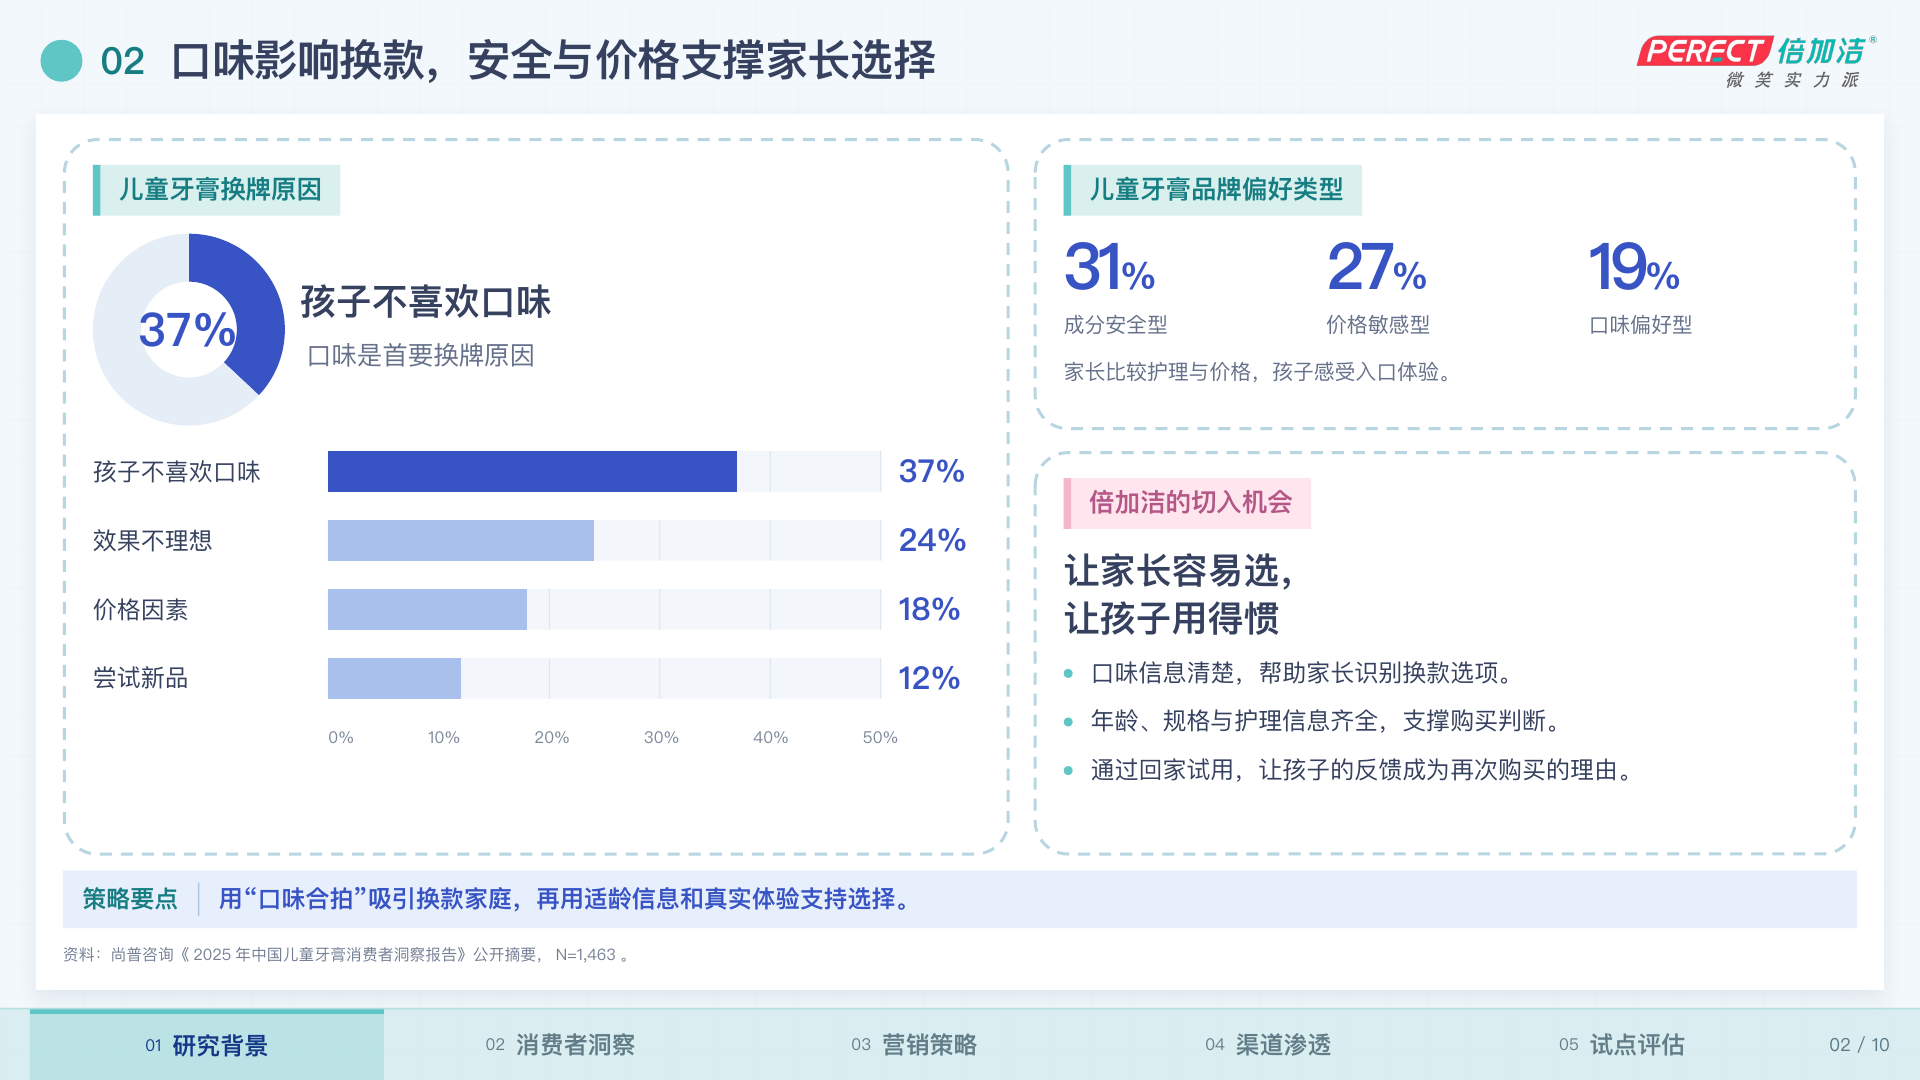 02 口味影响换款，安全与价格支撑家长选择
PERFECT 倍加洁®
微笑实力派
儿童牙膏换牌原因
37%
孩子不喜欢口味
口味是首要换牌原因
孩子不喜欢口味 37%
效果不理想 24%
价格因素 18%
尝试新品 12%
0% 10% 20% 30% 40% 50%
儿童牙膏品牌偏好类型
31% 27% 19%
成分安全型 价格敏感型 口味偏好型
家长比较护理与价格，孩子感受入口体验。
倍加洁的切入机会
让家长容易选，
让孩子用得惯
口味信息清楚，帮助家长识别换款选项。
年龄、规格与护理信息齐全，支撑购买判断。
通过回家试用，让孩子的反馈成为再次购买的理由。
策略要点 用“口味合拍”吸引换款家庭，再用适龄信息和真实体验支持选择。
资料：尚普咨询《 2025 年中国儿童牙膏消费者洞察报告》公开摘要， N=1,463 。
01 研究背景 02 消费者洞察 03 营销策略 04 渠道渗透 05 试点评估 02 / 10